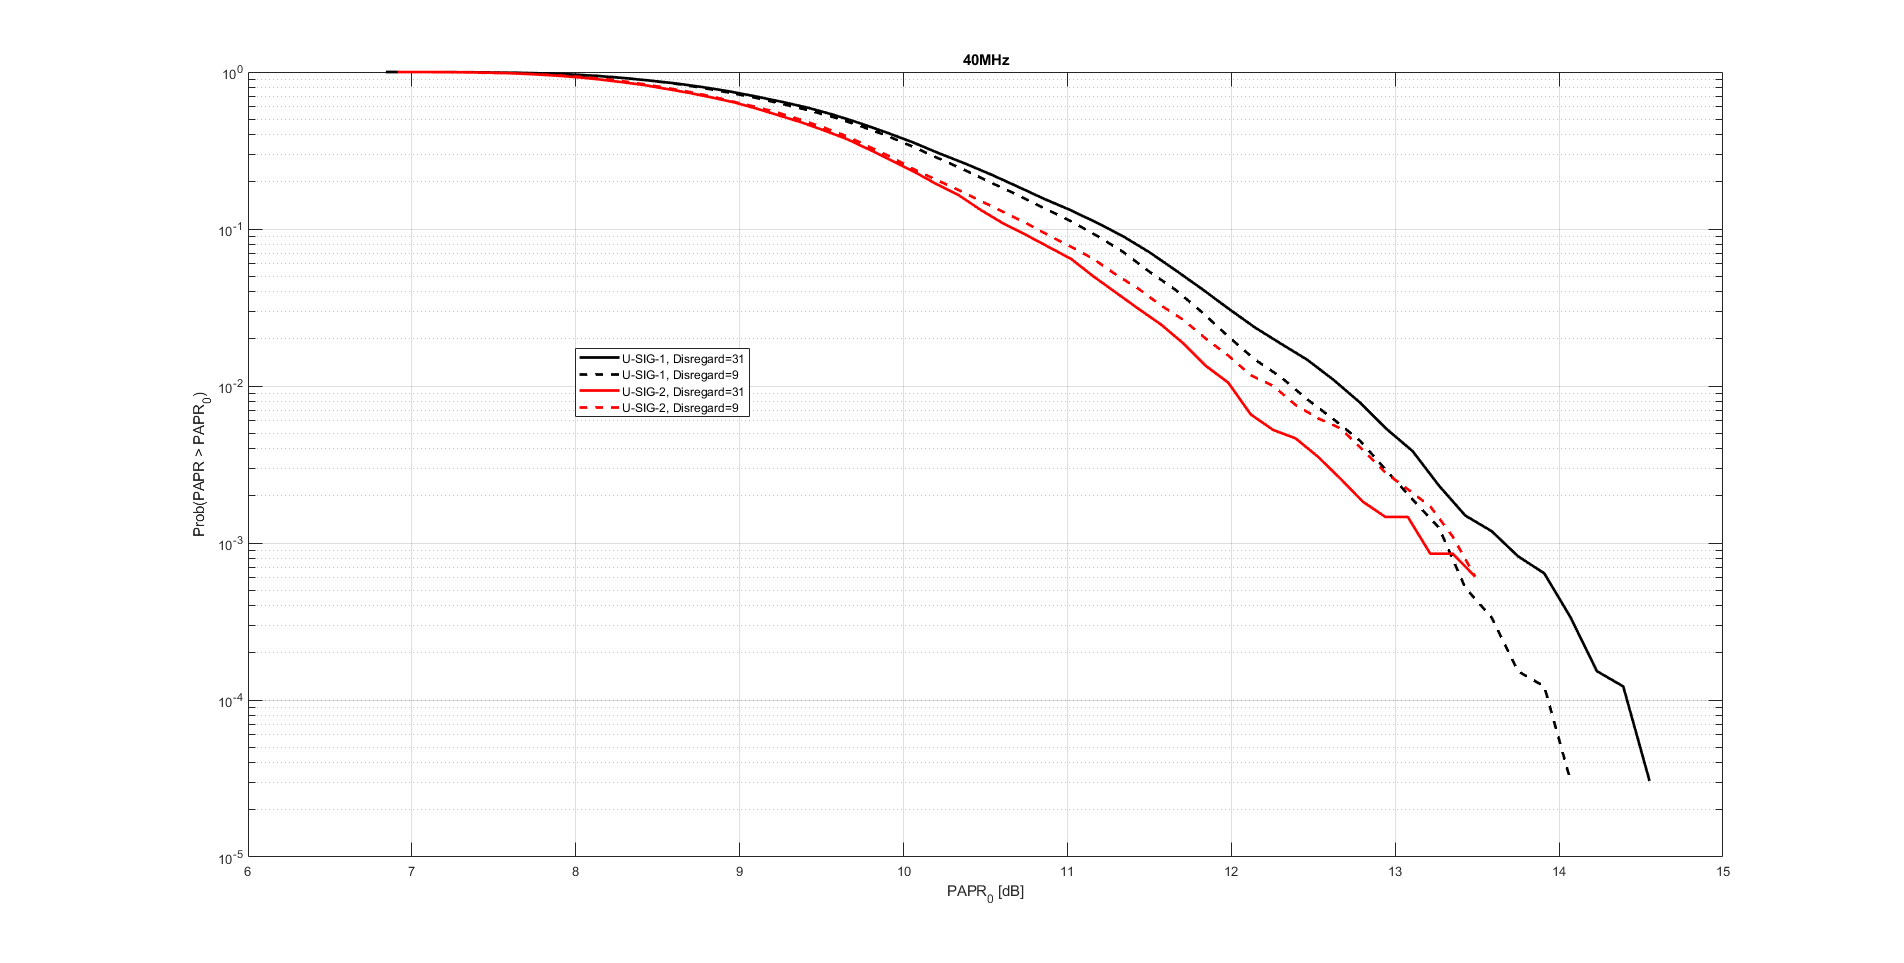 40MHz
10^0
10^-1
10^-2
10^-3
10^-4
10^-5
Prob(PAPR > PAPR_0)
U-SIG-1, Disregard=31
U-SIG-1, Disregard=9
U-SIG-2, Disregard=31
U-SIG-2, Disregard=9
6 7 8 9 10 11 12 13 14 15
PAPR_0 [dB]